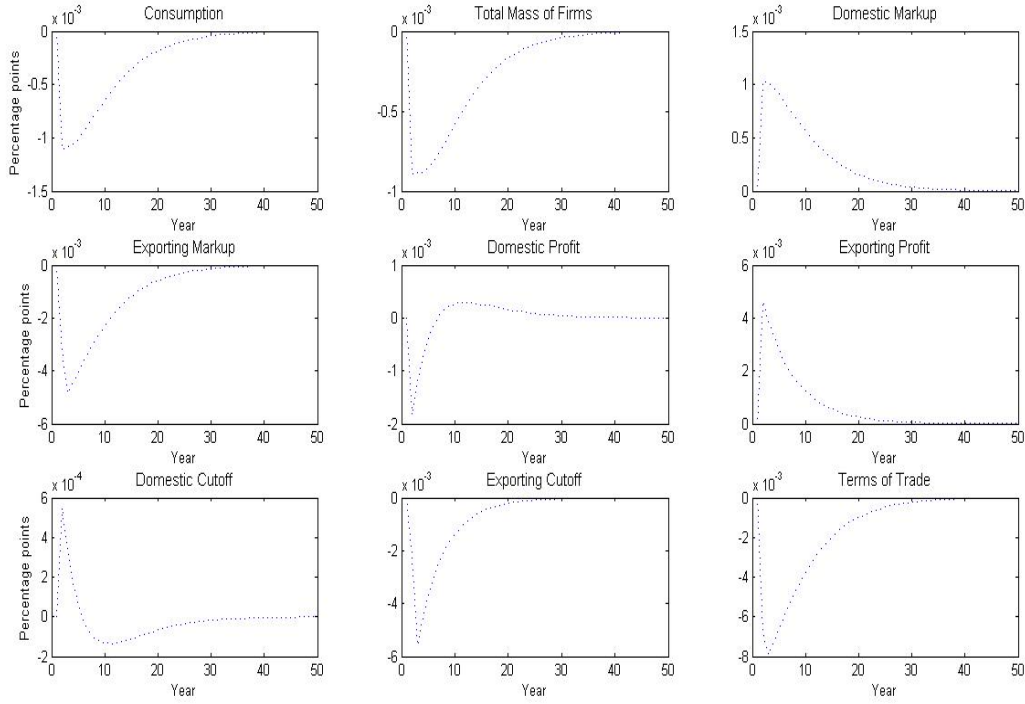 Consumption
x 10⁻³
0
-0.5
-1
-1.5
Percentage points
0 10 20 30 40 50
Year
Total Mass of Firms
x 10⁻³
0
-0.5
-1
0 10 20 30 40 50
Year
Domestic Markup
x 10⁻³
1.5
1
0.5
0
0 10 20 30 40 50
Year
Exporting Markup
x 10⁻³
0
-2
-4
-6
Percentage points
0 10 20 30 40 50
Year
Domestic Profit
x 10⁻³
1
0
-1
-2
0 10 20 30 40 50
Year
Exporting Profit
x 10⁻³
6
4
2
0
0 10 20 30 40 50
Year
Domestic Cutoff
x 10⁻⁴
6
4
2
0
-2
Percentage points
0 10 20 30 40 50
Year
Exporting Cutoff
x 10⁻³
0
-2
-4
-6
0 10 20 30 40 50
Year
Terms of Trade
x 10⁻³
0
-2
-4
-6
-8
0 10 20 30 40 50
Year